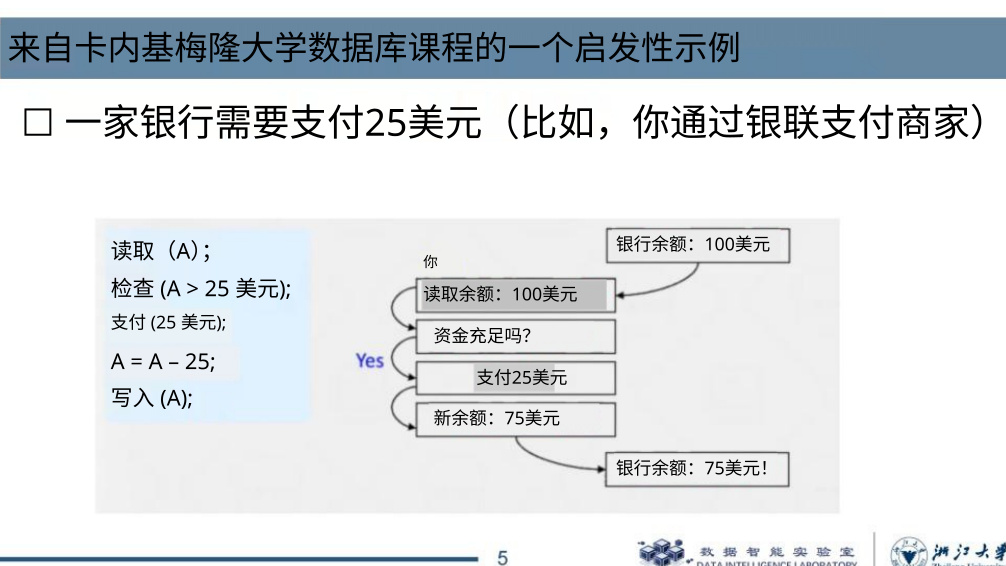 来自卡内基梅隆大学数据库课程的一个启发性示例
□ 一家银行需要支付25美元（比如，你通过银联支付商家）
读取（A）；
检查 (A > 25 美元);
支付 (25 美元);
A = A – 25;
写入 (A);
银行余额：100美元
你
读取余额：100美元
资金充足吗？
Yes
支付25美元
新余额：75美元
银行余额：75美元！
5
数据智能实验室
DATA INTELLIGENCE LABORATORY
浙江大学